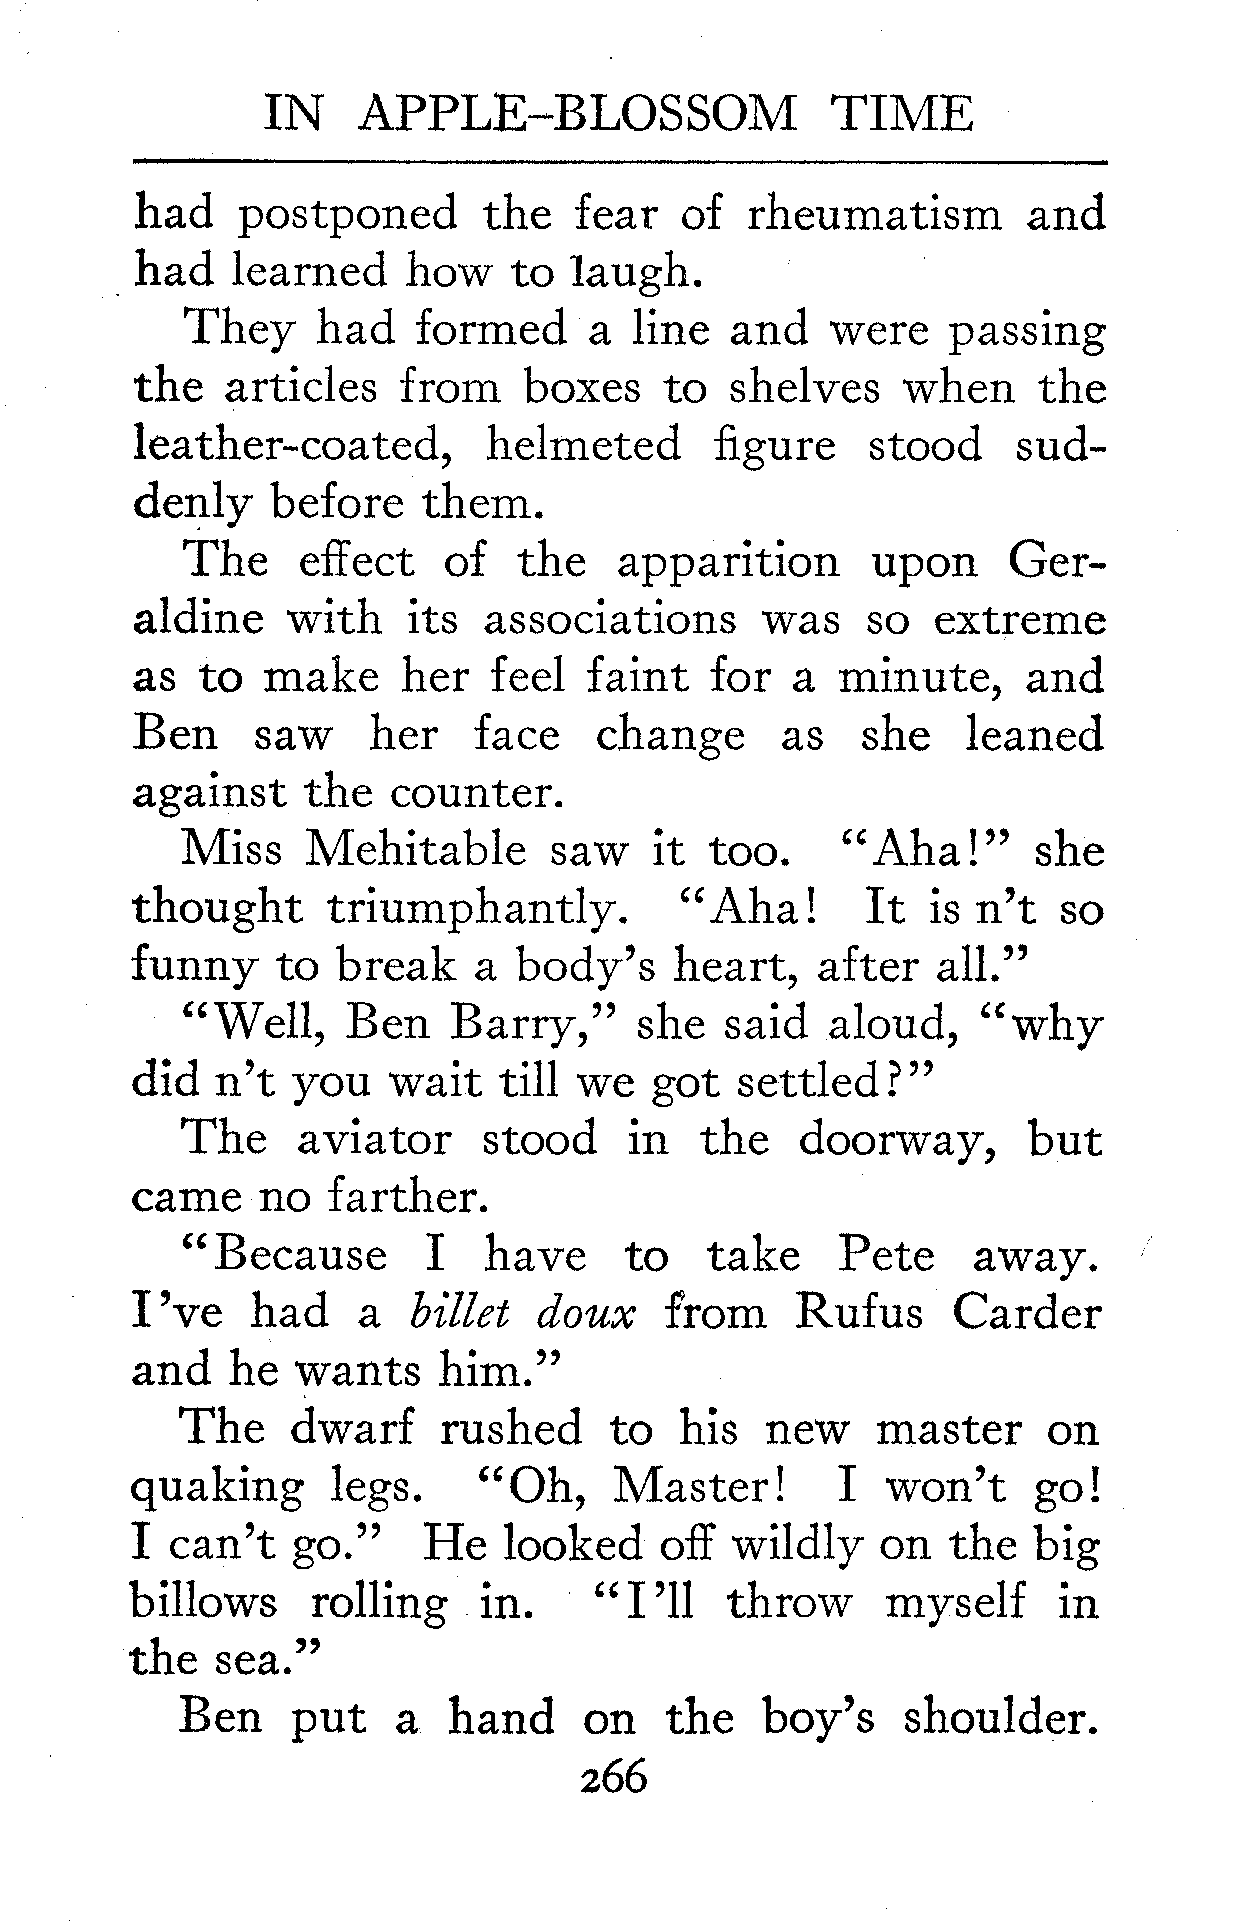 IN APPLE-BLOSSOM TIME
had postponed the fear of rheumatism and
had learned how to laugh.
They had formed a line and were passing
the articles from boxes to shelves when the
leather-coated, helmeted figure stood sud-
denly before them.
The effect of the apparition upon Ger-
aldine with its associations was so extreme
as to make her feel faint for a minute, and
Ben saw her face change as she leaned
against the counter.
Miss Mehitable saw it too. “Aha!” she
thought triumphantly. “Aha! It is n’t so
funny to break a body’s heart, after all.”
“Well, Ben Barry,” she said aloud, “why
did n’t you wait till we got settled?”
The aviator stood in the doorway, but
came no farther.
“Because I have to take Pete away.
I ’ve had a billet doux from Rufus Carder
and he wants him.”
The dwarf rushed to his new master on
quaking legs. “Oh, Master! I won’t go!
I can’t go.” He looked off wildly on the big
billows rolling in. “I ’ll throw myself in
the sea.”
Ben put a hand on the boy’s shoulder.
266